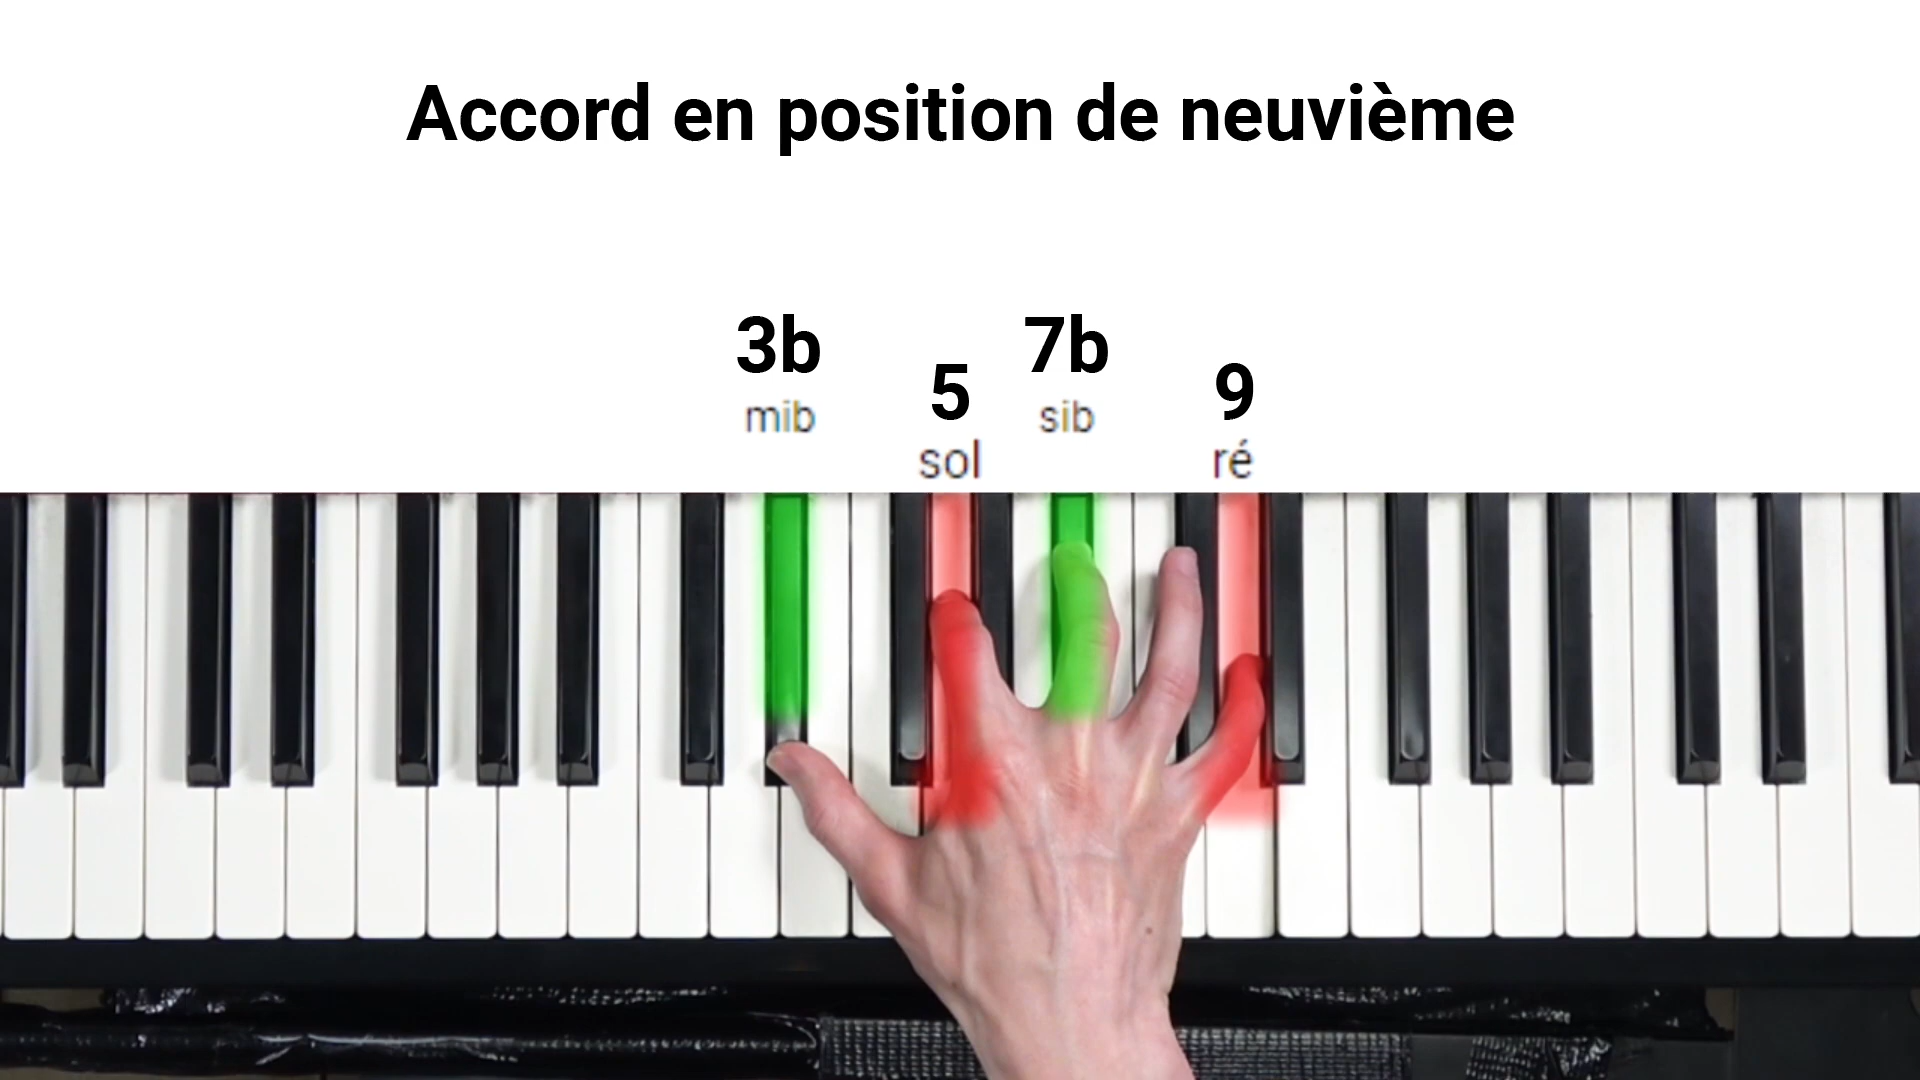 Accord en position de neuvième
3b
7b
5
9
mib
sib
sol
ré